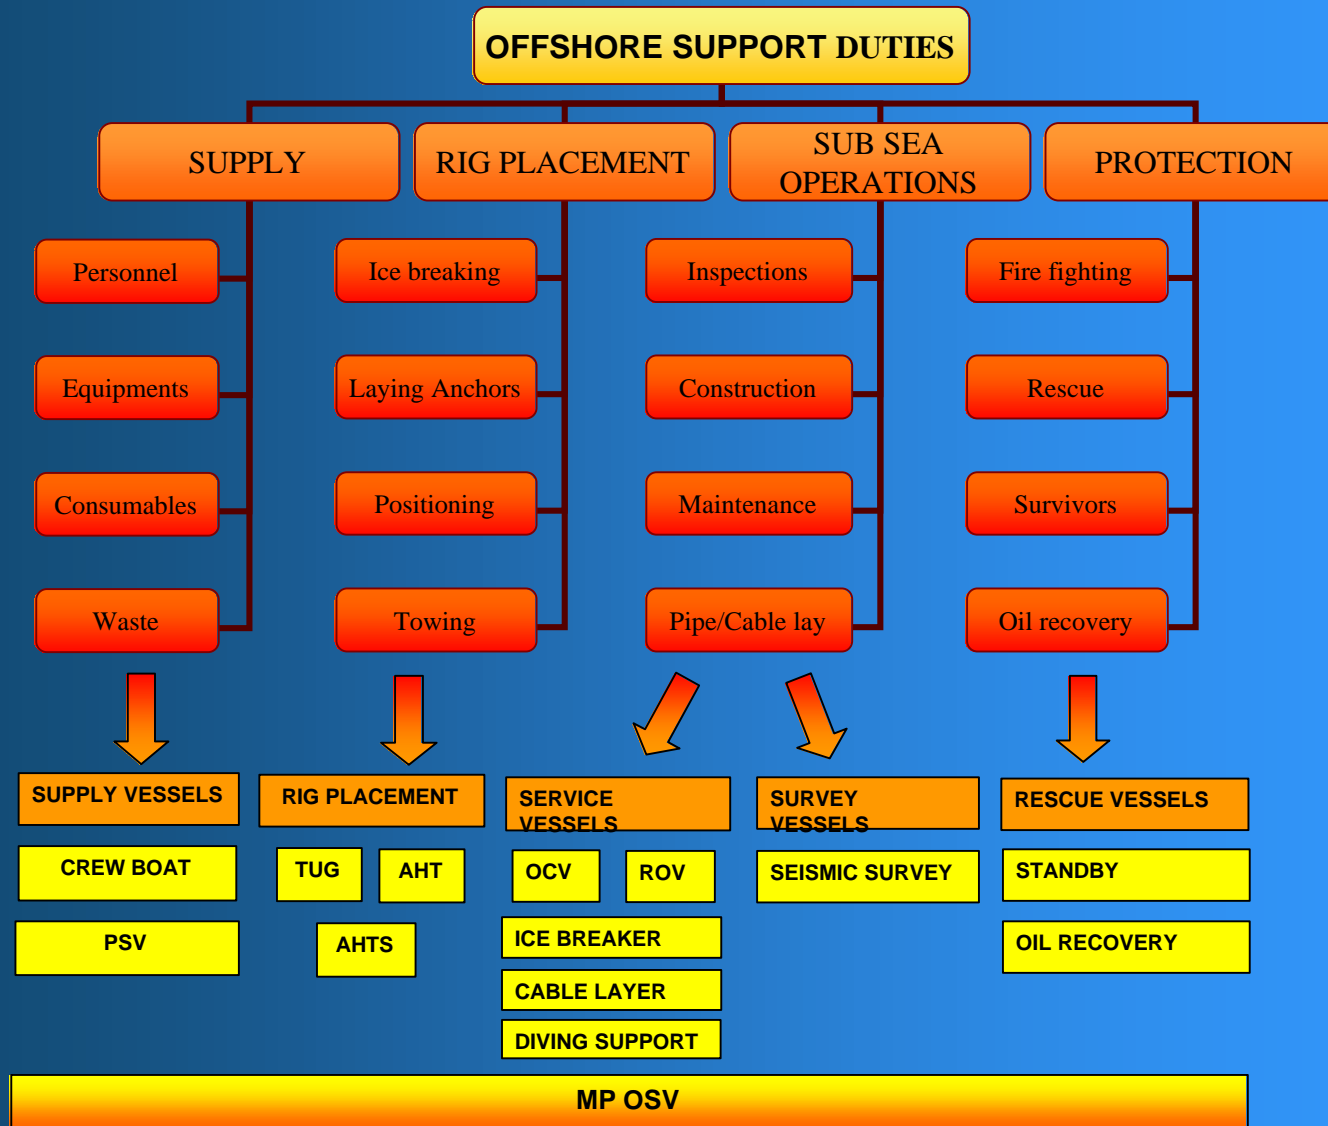 OFFSHORE SUPPORT DUTIES
SUPPLY
RIG PLACEMENT
SUB SEA
OPERATIONS
PROTECTION
Personnel
Ice breaking
Inspections
Fire fighting
Equipments
Laying Anchors
Construction
Rescue
Consumables
Positioning
Maintenance
Survivors
Waste
Towing
Pipe/Cable lay
Oil recovery
SUPPLY VESSELS
RIG PLACEMENT
SERVICE
VESSELS
SURVEY
VESSELS
RESCUE VESSELS
CREW BOAT
TUG
AHT
OCV
ROV
SEISMIC SURVEY
STANDBY
PSV
AHTS
ICE BREAKER
OIL RECOVERY
CABLE LAYER
DIVING SUPPORT
MP OSV